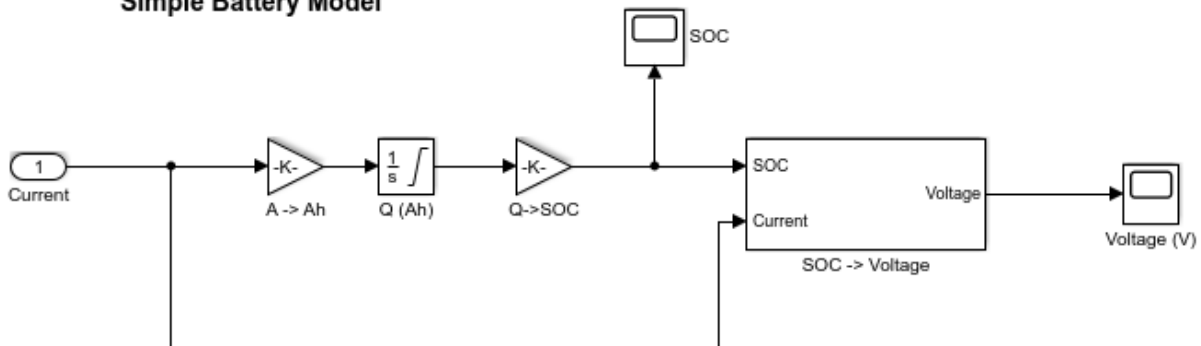 Simple Battery Model
SOC
1
Current
-K-
A -> Ah
1
s
Q (Ah)
-K-
Q->SOC
SOC
Current
Voltage
SOC -> Voltage
Voltage (V)